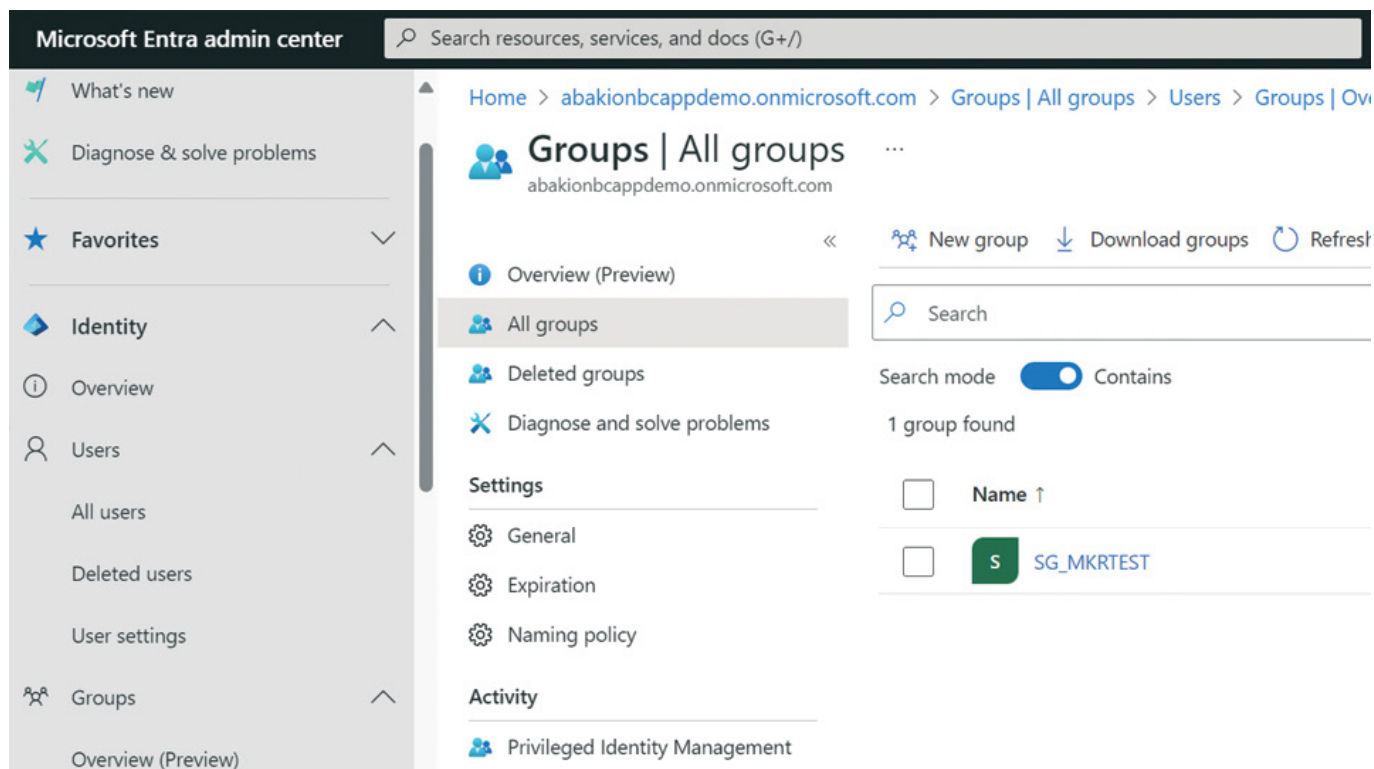 Microsoft Entra admin center
Search resources, services, and docs (G+/)
What's new
Diagnose & solve problems
Favorites
Identity
Overview
Users
All users
Deleted users
User settings
Groups
Overview (Preview)
Home > abakionbcappdemo.onmicrosoft.com > Groups | All groups > Users > Groups | Ov
Groups | All groups ...
abakionbcappdemo.onmicrosoft.com
«
Overview (Preview)
All groups
Deleted groups
Diagnose and solve problems
Settings
General
Expiration
Naming policy
Activity
Privileged Identity Management
New group Download groups Refresh
Search
Search mode Contains
1 group found
Name ↑
S SG_MKRTEST